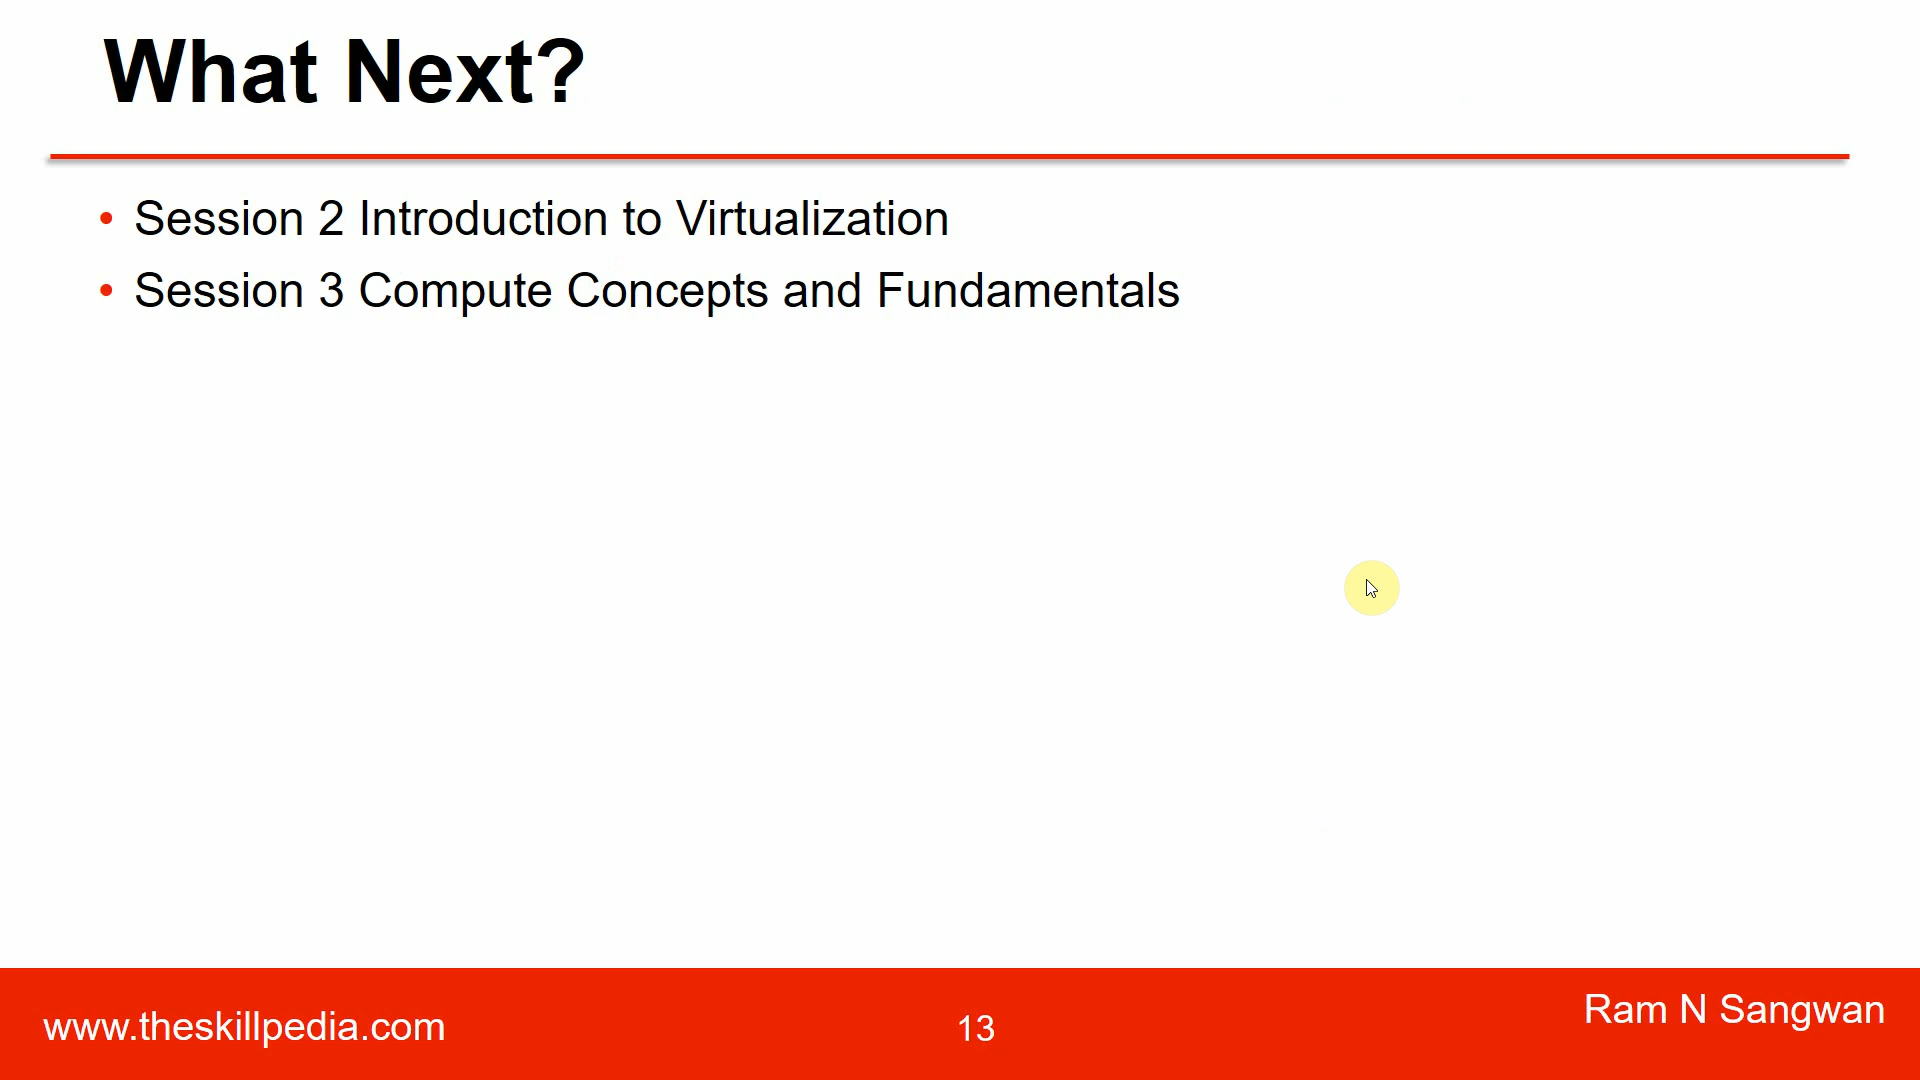 What Next?
• Session 2 Introduction to Virtualization
• Session 3 Compute Concepts and Fundamentals
www.theskillpedia.com
13
Ram N Sangwan